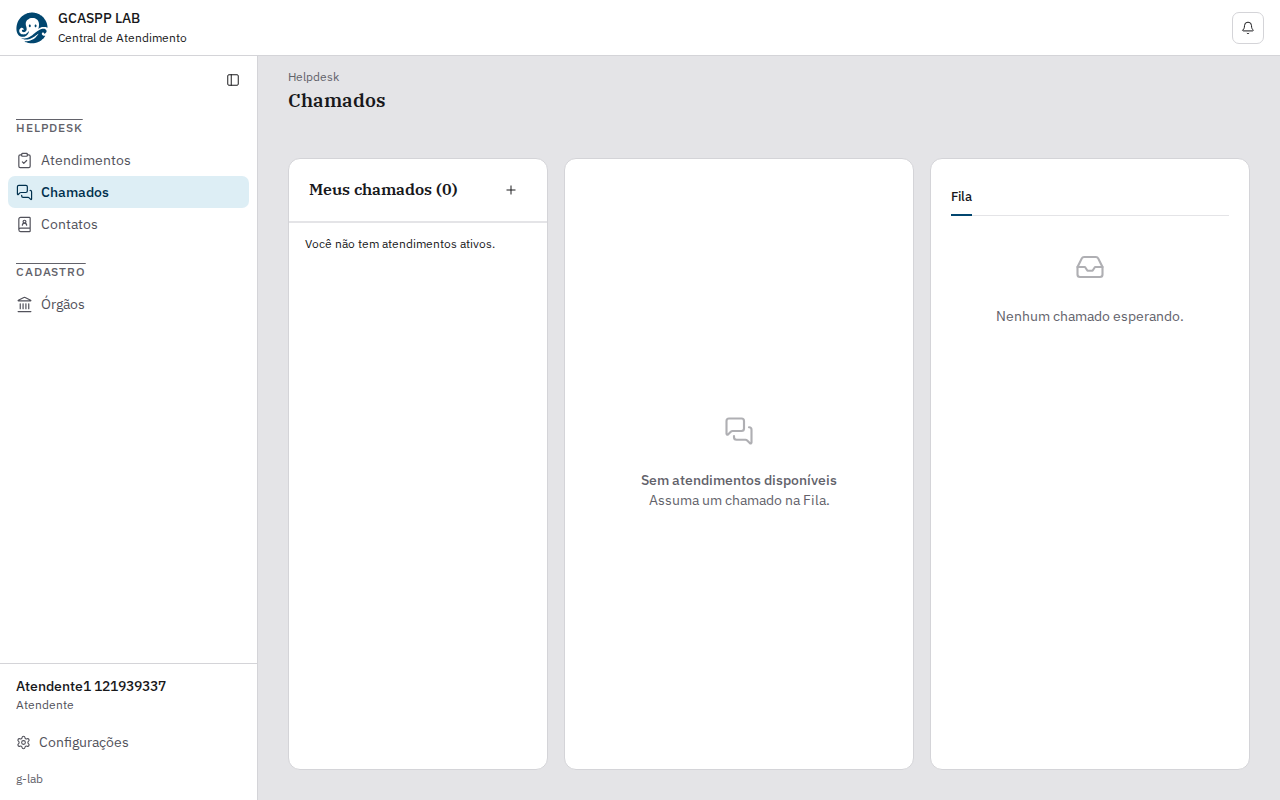 GCASPP LAB
Central de Atendimento
HELPDESK
Atendimentos
Chamados
Contatos
CADASTRO
Órgãos
Atendente1 121939337
Atendente
Configurações
g-lab
Helpdesk
Chamados
Meus chamados (0)
Você não tem atendimentos ativos.
Sem atendimentos disponíveis
Assuma um chamado na Fila.
Fila
Nenhum chamado esperando.